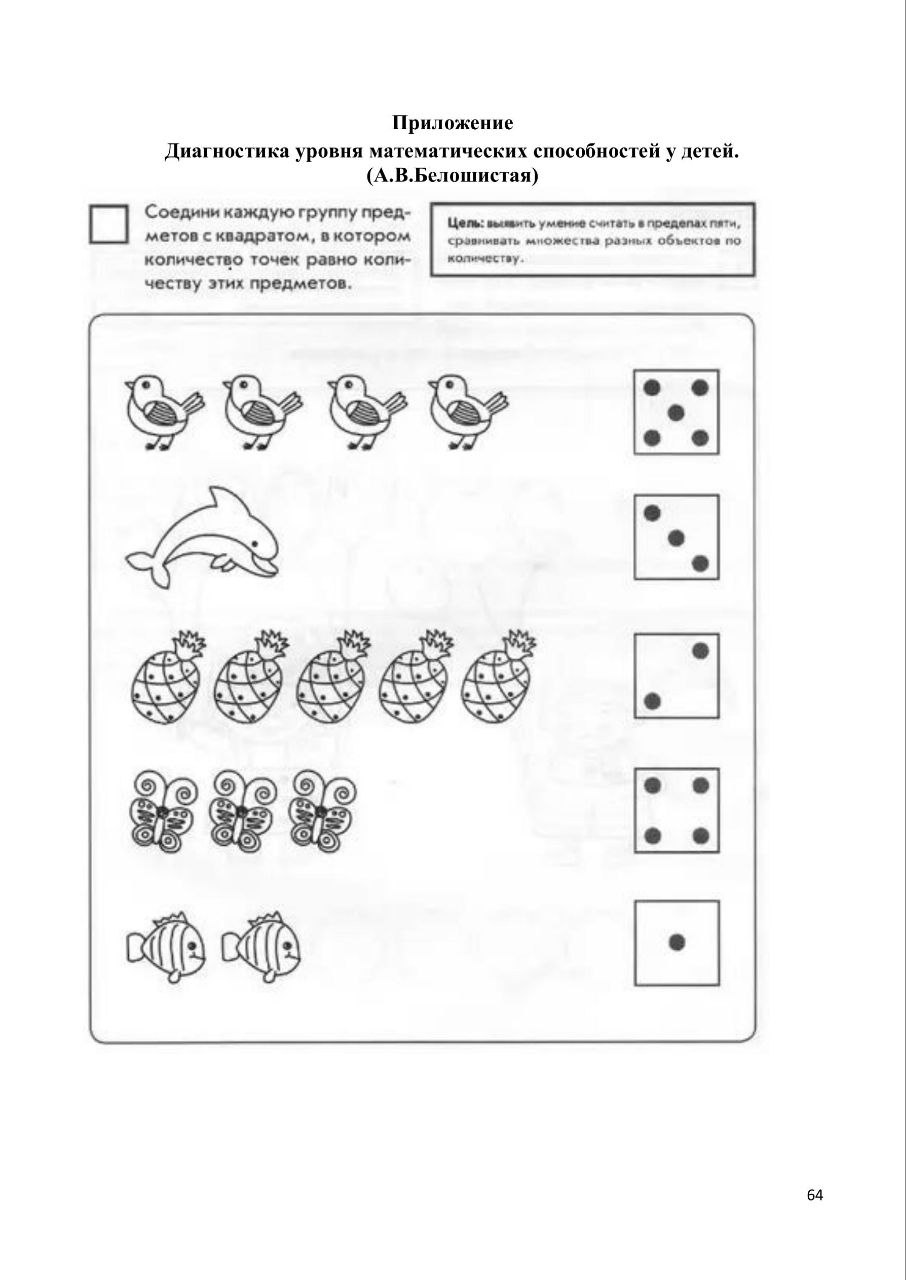 Приложение
Диагностика уровня математических способностей у детей.
(А.В.Белошистая)
Соедини каждую группу пред-
метов с квадратом, в котором
количество точек равно коли-
честву этих предметов.
Цель: выявить умение считать в пределах пяти,
сравнивать множества разных объектов по
количеству.
64